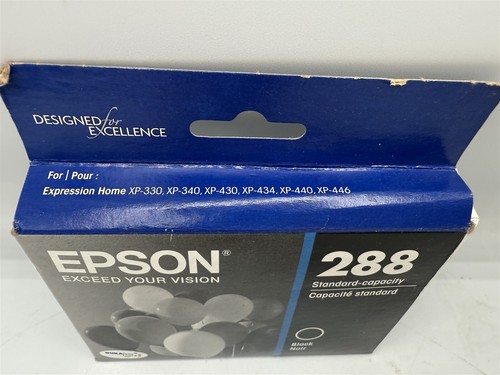 DESIGNED for
EXCELLENCE
For | Pour :
Expression Home XP-330, XP-340, XP-430, XP-434, XP-440, XP-446
EPSON®
EXCEED YOUR VISION
288
Standard-capacity
Capacité standard
Black
Noir